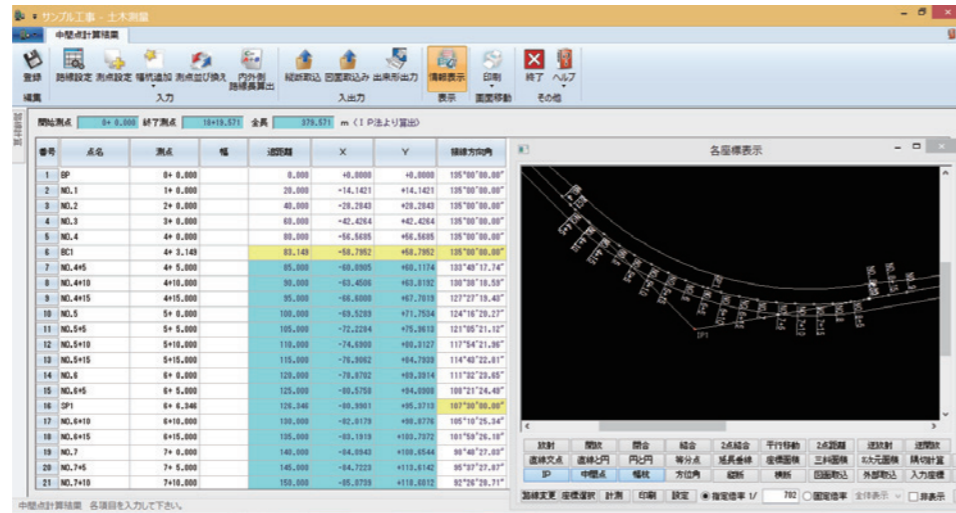 サンプル工事 - 土木測量
中間点計算結果
登録 路線設定 測点設定 幅杭追加 測点並び換え 内外側路線長算出 縦断取込 図面取込み 出来形出力 情報表示 印刷 終了 ヘルプ
編集 入力 入出力 表示 画面移動 その他
路線計算
開始測点 0+ 0.000 終了測点 18+19.571 全長 379.571 m (IP法より算出)
番号 点名 測点 幅 追距離 X Y 接線方向角
1 BP 0+ 0.000 0.000 +0.0000 +0.0000 135°00'00.00"
2 NO.1 1+ 0.000 20.000 -14.1421 +14.1421 135°00'00.00"
3 NO.2 2+ 0.000 40.000 -28.2843 +28.2843 135°00'00.00"
4 NO.3 3+ 0.000 60.000 -42.4264 +42.4264 135°00'00.00"
5 NO.4 4+ 0.000 80.000 -56.5685 +56.5685 135°00'00.00"
6 BC1 4+ 3.149 83.149 -58.7952 +58.7952 135°00'00.00"
7 NO.4+5 4+ 5.000 85.000 +60.1174 133°49'17.74"
8 NO.4+10 4+10.000 90.000 +63.8192 130°38'18.59"
9 NO.4+15 4+15.000 95.000 -66.6000 +67.7019 127°27'19.43"
10 NO.5 5+ 0.000 100.000 -69.5289 +71.7534 124°16'20.27"
11 NO.5+5 5+ 5.000 105.000 -72.2284 +75.9613 121°05'21.12"
12 NO.5+10 5+10.000 110.000 -74.6900 117°54'21.96"
13 NO.5+15 5+15.000 115.000 -76.9062 +84.7939 114°43'22.81"
14 NO.6 6+ 0.000 120.000 -78.8702 +89.3914 111°32'23.65"
15 NO.6+5 6+ 5.000 125.000 -80.5758 108°21'24.49"
16 SP1 6+ 6.346 126.346 -80.9901 +95.3713 107°30'00.00"
17 NO.6+10 6+10.000 130.000 -82.0179 +98.8776 105°10'25.34"
18 NO.6+15 6+15.000 135.000 -83.1919 +103.7372 101°59'26.18"
19 NO.7 7+ 0.000 140.000 -84.0943 +108.6544 98°48'27.03"
20 NO.7+5 7+ 5.000 145.000 -84.7223 +113.6142 95°37'27.87"
21 NO.7+10 7+10.000 150.000 +118.6012 92°26'28.71"
各座標表示
IP1
放射 開放 閉合 結合 2点結合 平行移動 2点距離 逆放射 逆開放
直線交点 直線と円 円と円 等分点 延長垂線 座標面積 三斜面積 隅切計算
IP 中間点 幅杭 方位角 縦断 横断 図面取込 外部取込 入力座標
路線変更 座標選択 計測 印刷 設定 指定倍率 1/ 702 固定倍率 全体表示 非表示
中間点計算結果 各項目を入力して下さい。